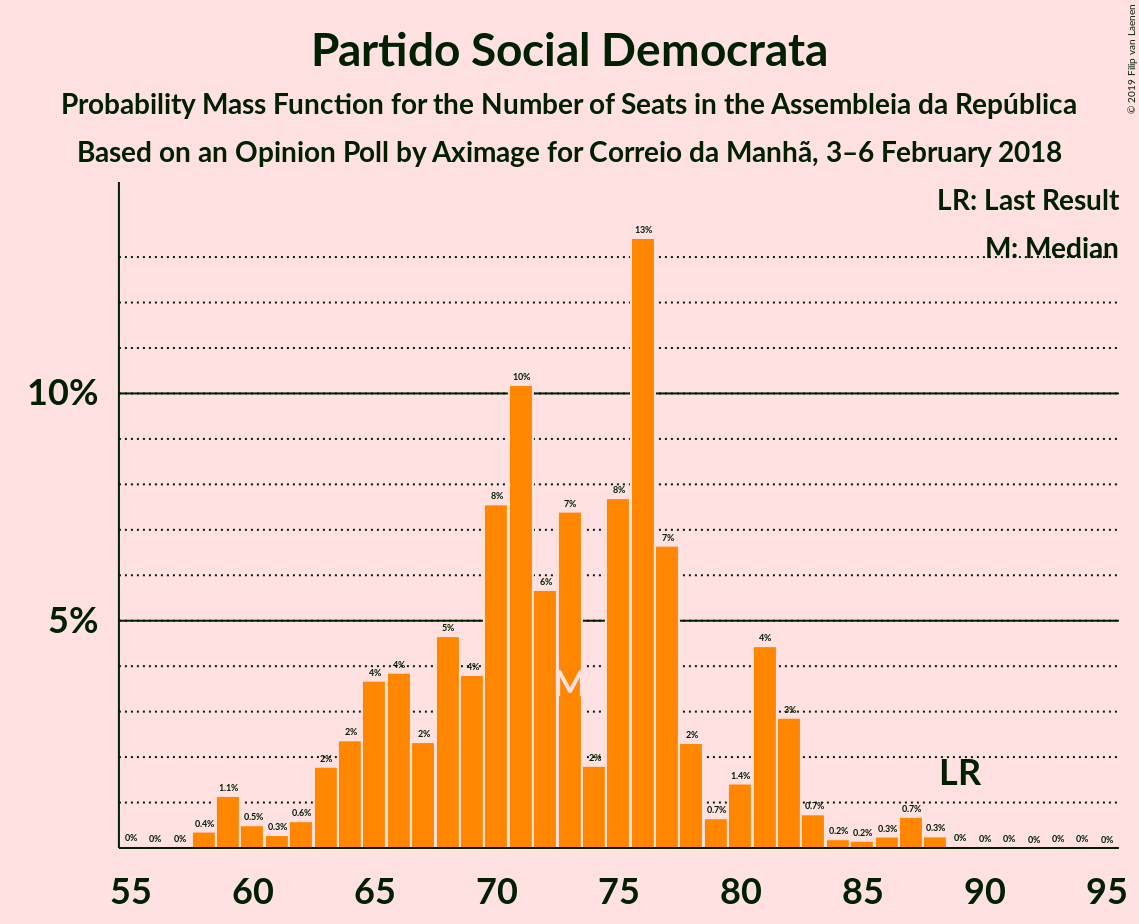 Partido Social Democrata
Probability Mass Function for the Number of Seats in the Assembleia da República
Based on an Opinion Poll by Aximage for Correio da Manhã, 3–6 February 2018
© 2019 Filip van Laenen
LR: Last Result
M: Median
10%
5%
0% 0% 0% 0.4% 1.1% 0.5% 0.3% 0.6% 2% 2% 4% 4% 2% 5% 4% 8% 10% 6% 7% 2% 8% 13% 7% 2% 0.7% 1.4% 4% 3% 0.7% 0.2% 0.2% 0.3% 0.7% 0.3% 0% 0% 0% 0% 0% 0% 0%
M
LR
55 60 65 70 75 80 85 90 95